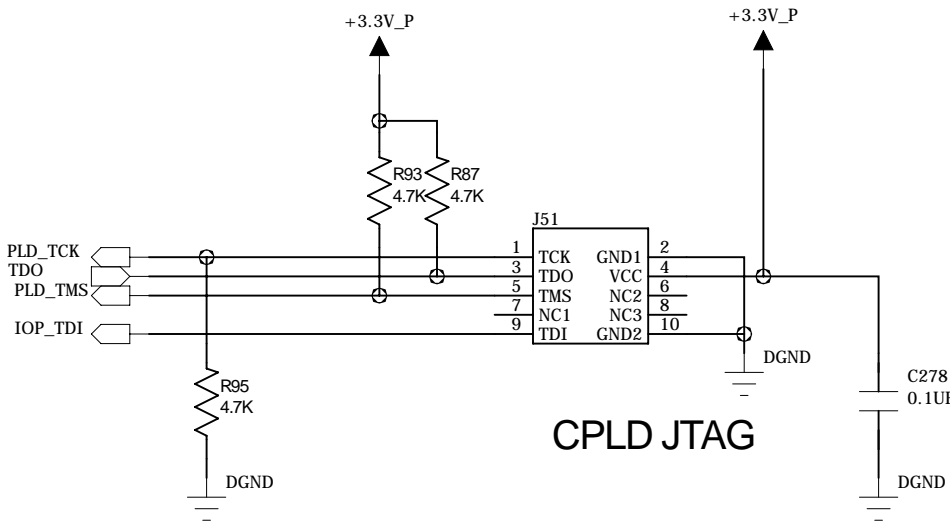 +3.3V_P
+3.3V_P
R93
4.7K
R87
4.7K
J51
PLD_TCK
1
TCK
GND1
2
TDO
3
TDO
VCC
4
PLD_TMS
5
TMS
NC2
6
7
NC1
NC3
8
IOP_TDI
9
TDI
GND2
10
DGND
R95
4.7K
C278
0.1U
CPLD JTAG
DGND
DGND